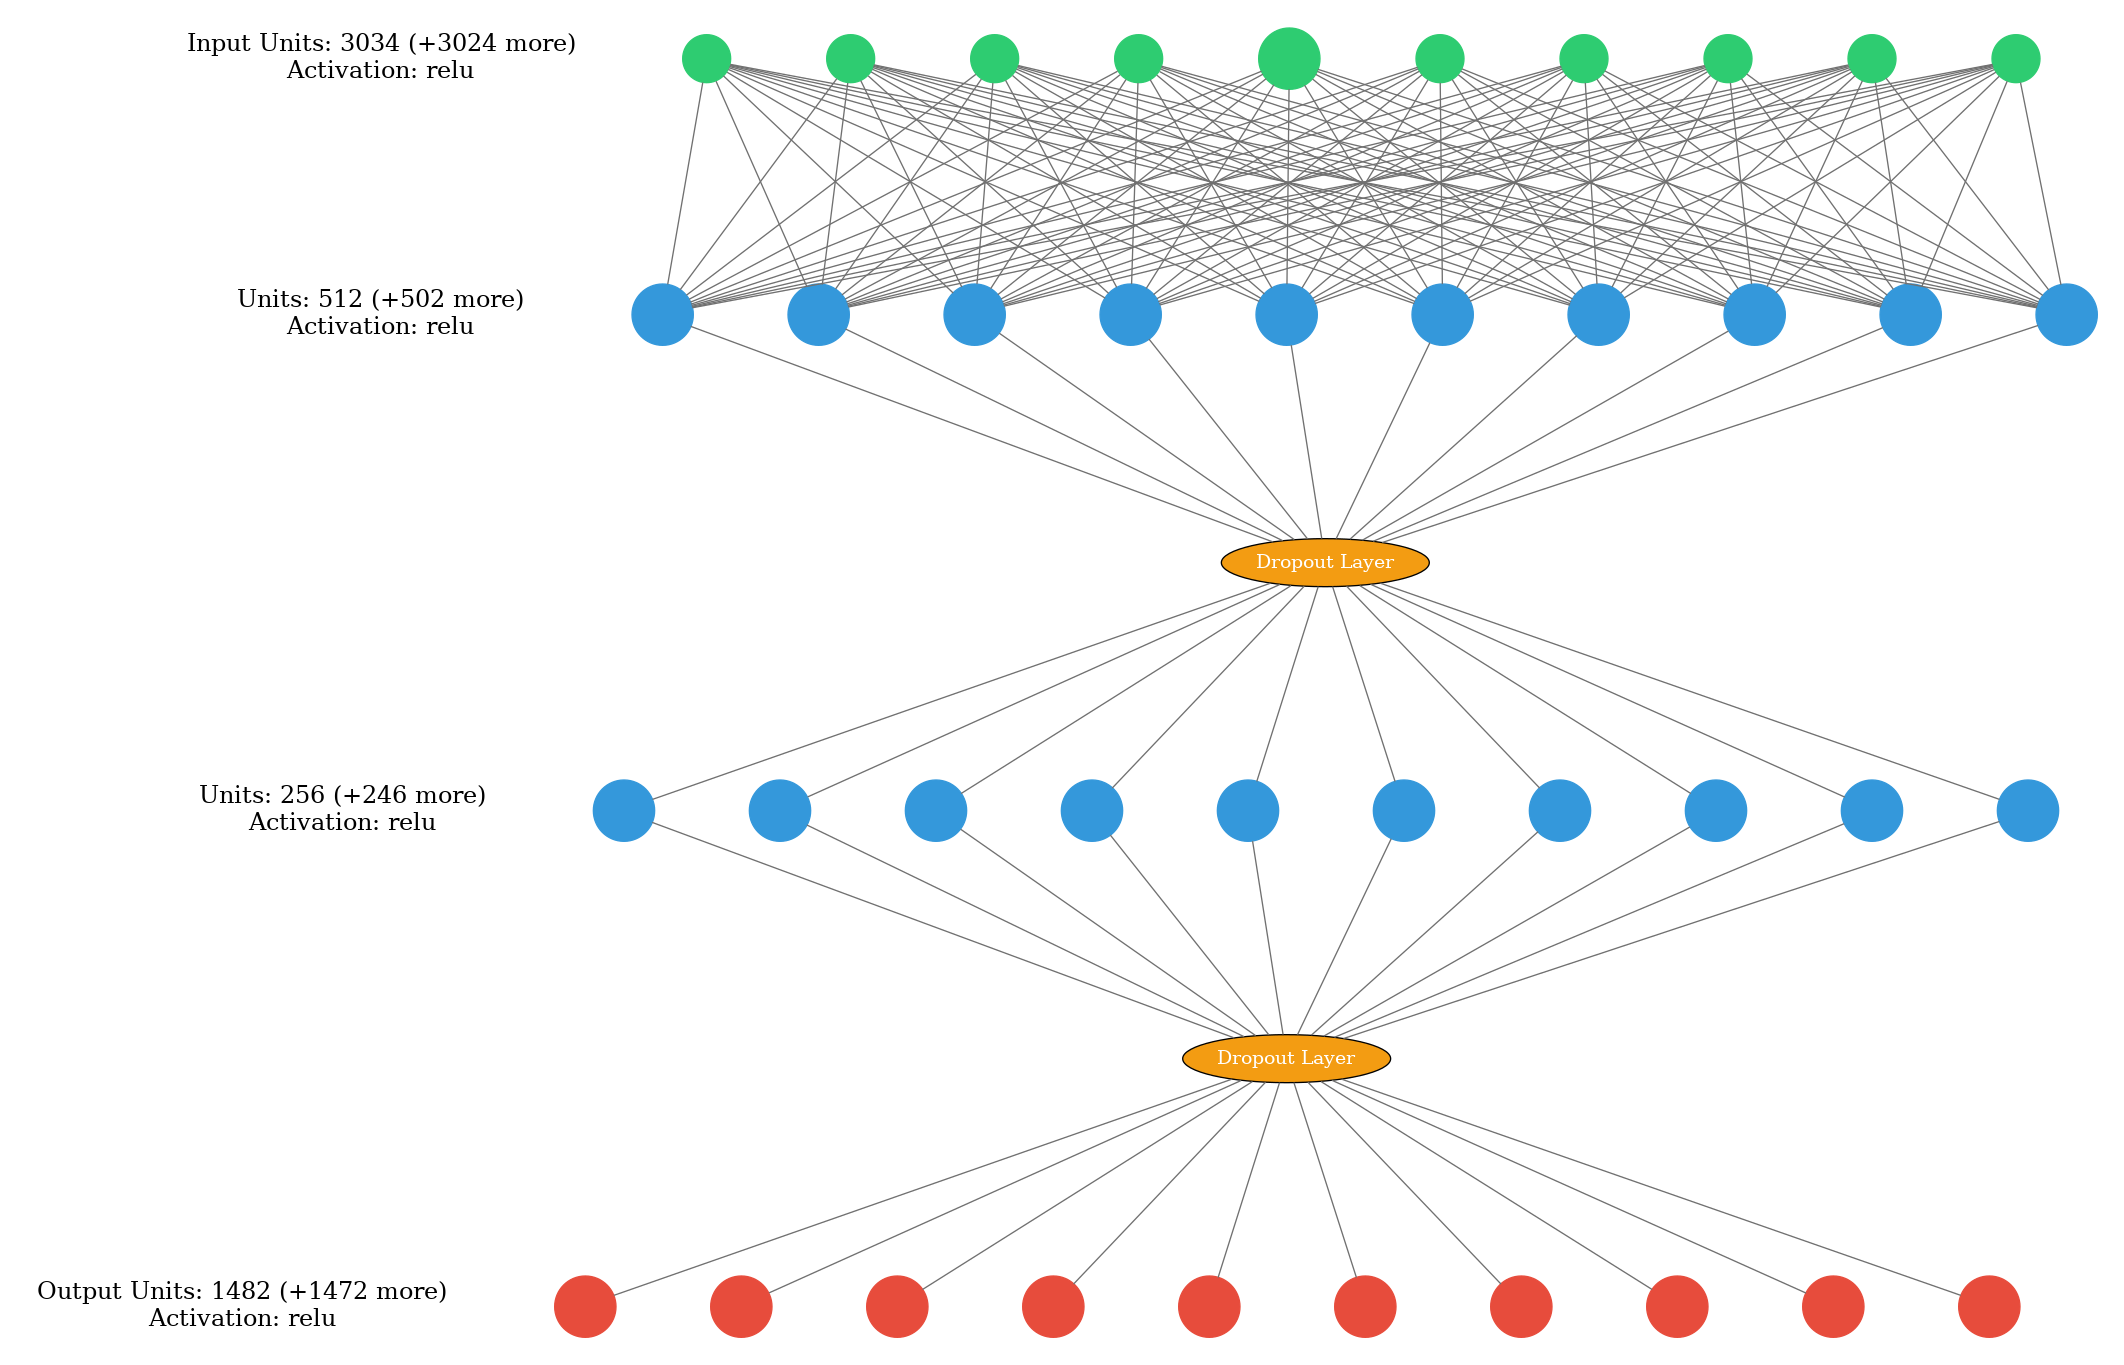 Input Units: 3034 (+3024 more)
Activation: relu
Units: 512 (+502 more)
Activation: relu
Dropout Layer
Units: 256 (+246 more)
Activation: relu
Dropout Layer
Output Units: 1482 (+1472 more)
Activation: relu